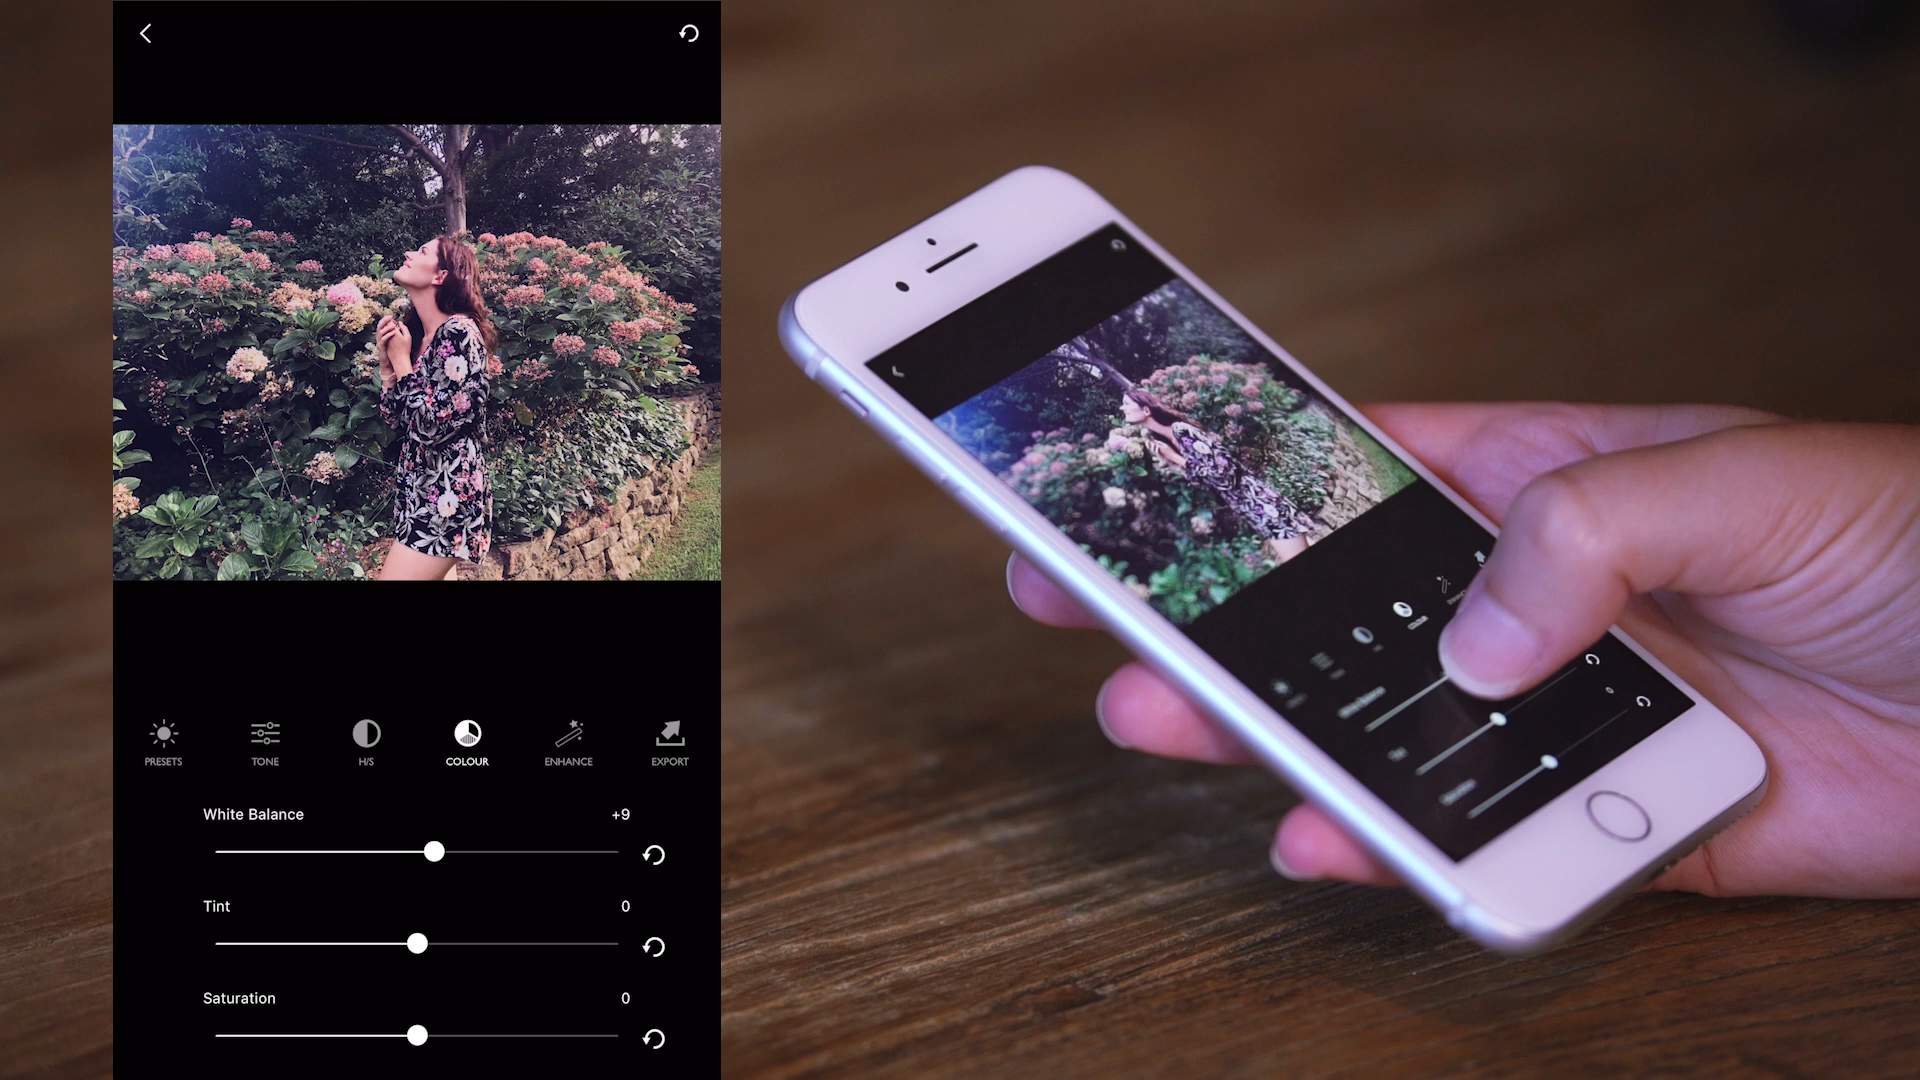 PRESETS TONE H/S COLOUR ENHANCE EXPORT
White Balance +9
Tint 0
Saturation 0